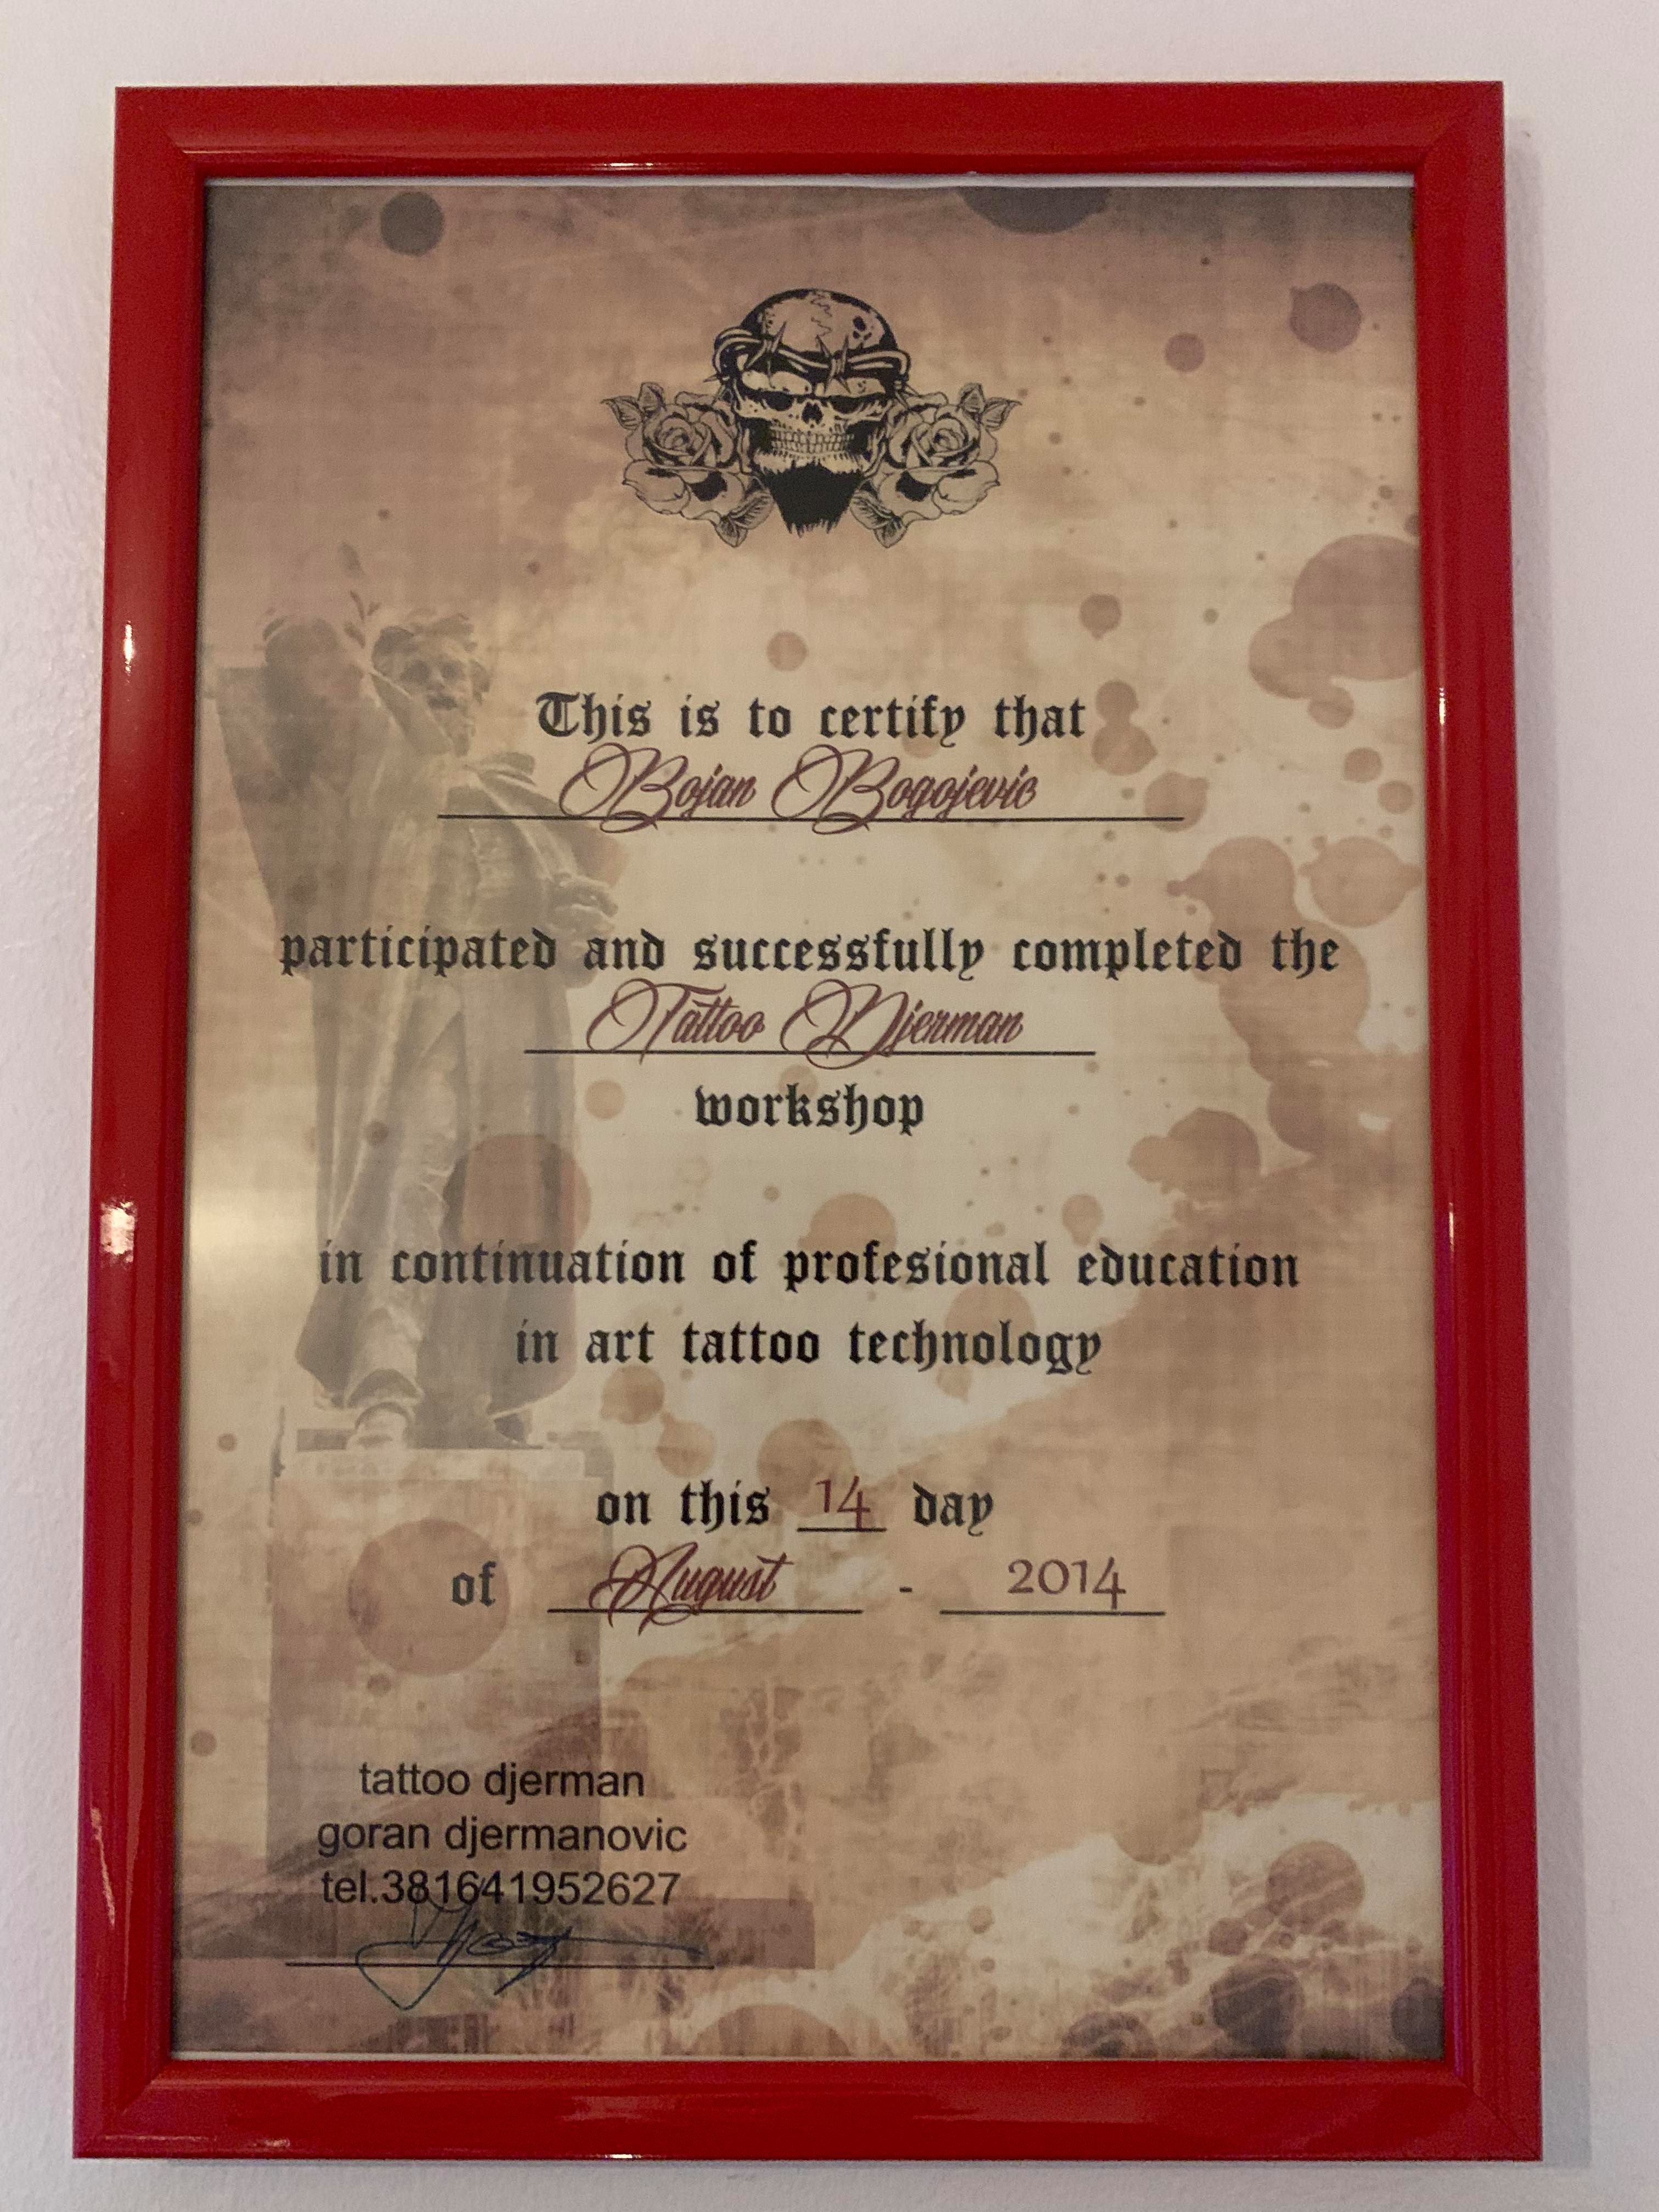 This is to certify that
Bojan Bogojevic
participated and successfully completed the
Tattoo Djerman
workshop
in continuation of profesional education
in art tattoo technology
on this 14 day
of August - 2014
tattoo djerman
goran djermanovic
tel.381641952627